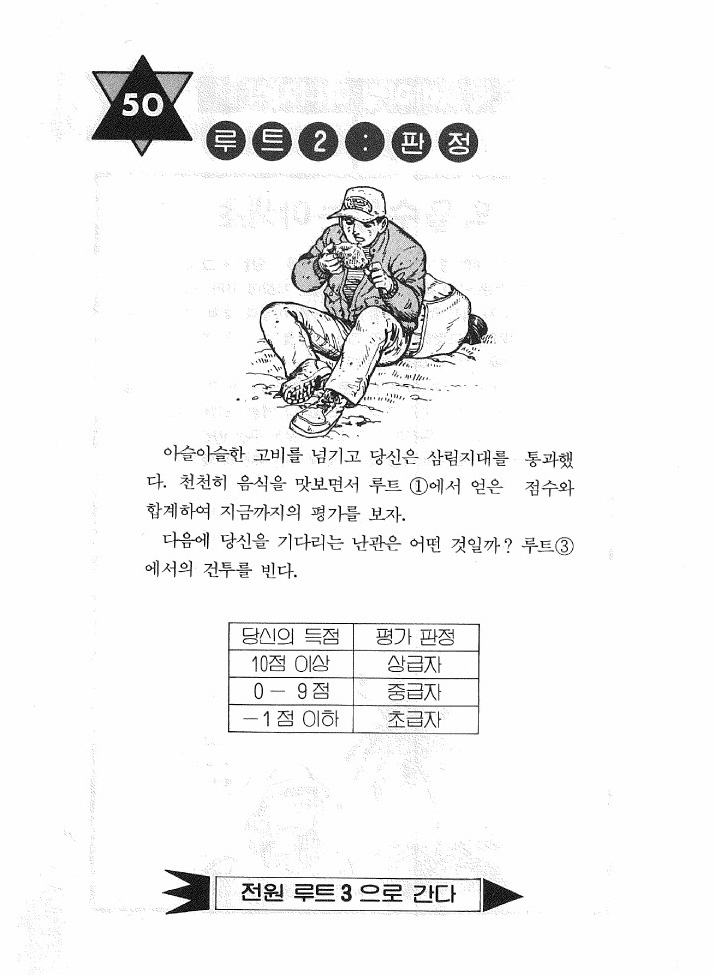 50
루트2:판정
아슬아슬한 고비를 넘기고 당신은 삼림지대를 통과했
다. 천천히 음식을 맛보면서 루트 ①에서 얻은 점수와
합계하여 지금까지의 평가를 보자.
다음에 당신을 기다리는 난관은 어떤 것일까? 루트③
에서의 건투를 빈다.
당신의 득점 평가 판정
10점 이상 상급자
0 - 9점 중급자
-1점 이하 초급자
전원 루트3으로 간다